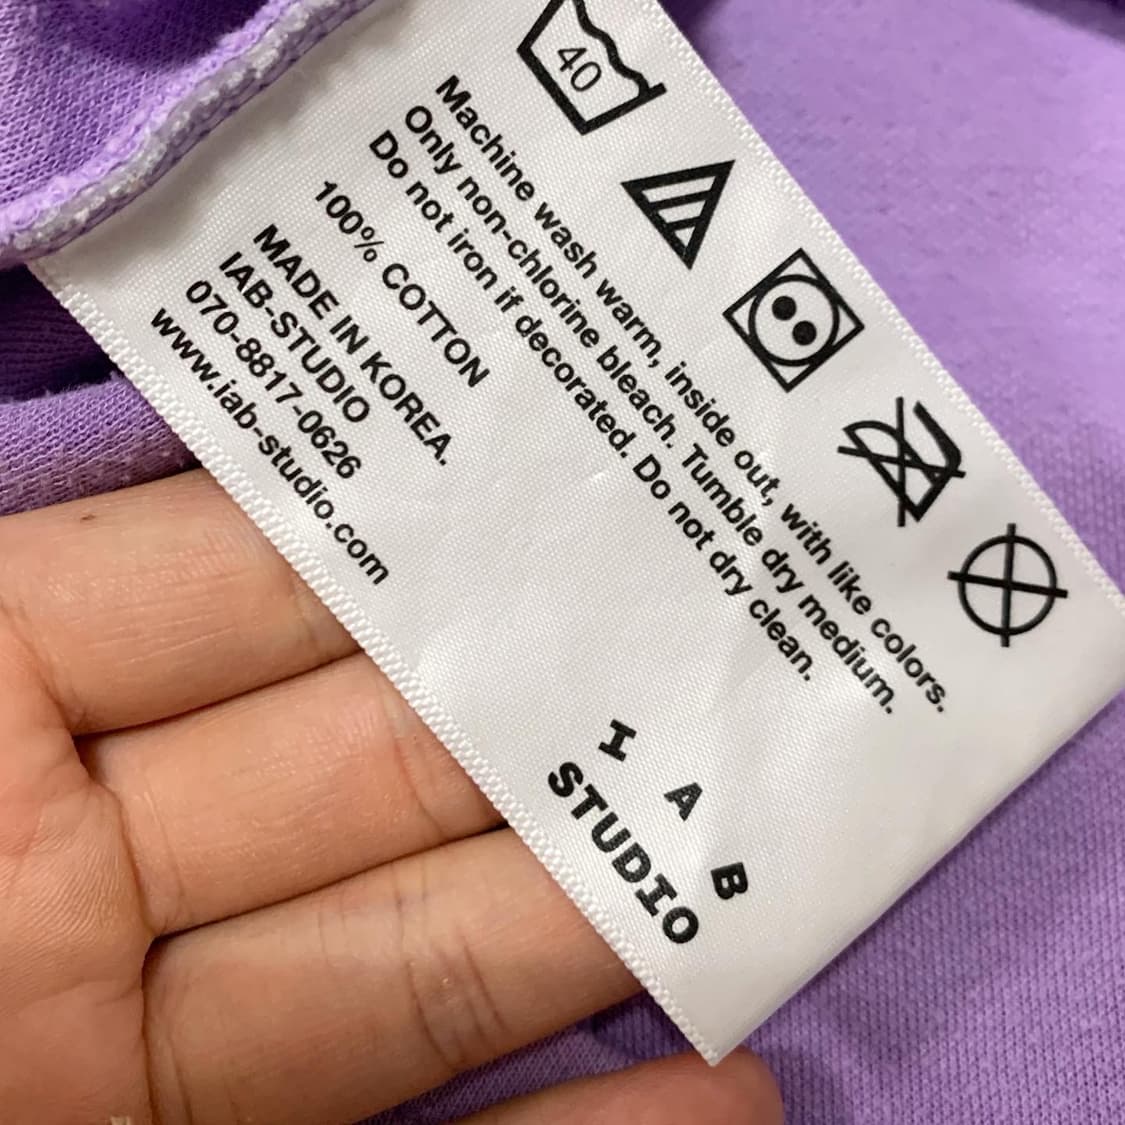 40
Machine wash warm, inside out, with like colors.
Only non-chlorine bleach. Tumble dry medium.
Do not iron if decorated. Do not dry clean.
100% COTTON
MADE IN KOREA.
IAB-STUDIO
070-8817-0626
www.iab-studio.com
I A B
STUDIO